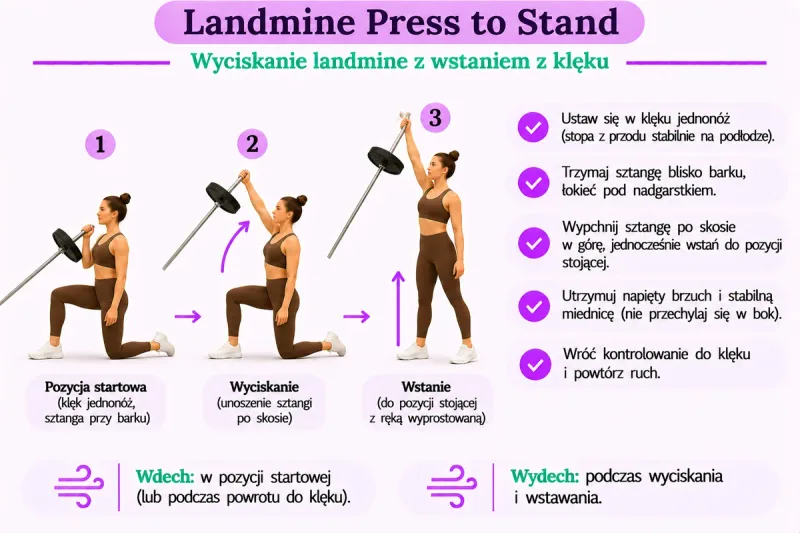 Landmine Press to Stand
Wyciskanie landmine z wstaniem z klęku
1
2
3
Pozycja startowa
(klęk jednonóż,
sztanga przy barku)
Wyciskanie
(unoszenie sztangi
po skosie)
Wstanie
(do pozycji stojącej
z ręką wyprostowaną)
Ustaw się w klęku jednonóż
(stopa z przodu stabilnie na podłodze).
Trzymaj sztangę blisko barku,
łokieć pod nadgarstkiem.
Wypchnij sztangę po skosie
w górę, jednocześnie wstań do pozycji
stojącej.
Utrzymuj napięty brzuch i stabilną
miednicę (nie przechylaj się w bok).
Wróć kontrolowanie do klęku
i powtórz ruch.
Wdech: w pozycji startowej
(lub podczas powrotu do klęku).
Wydech: podczas wyciskania
i wstawania.